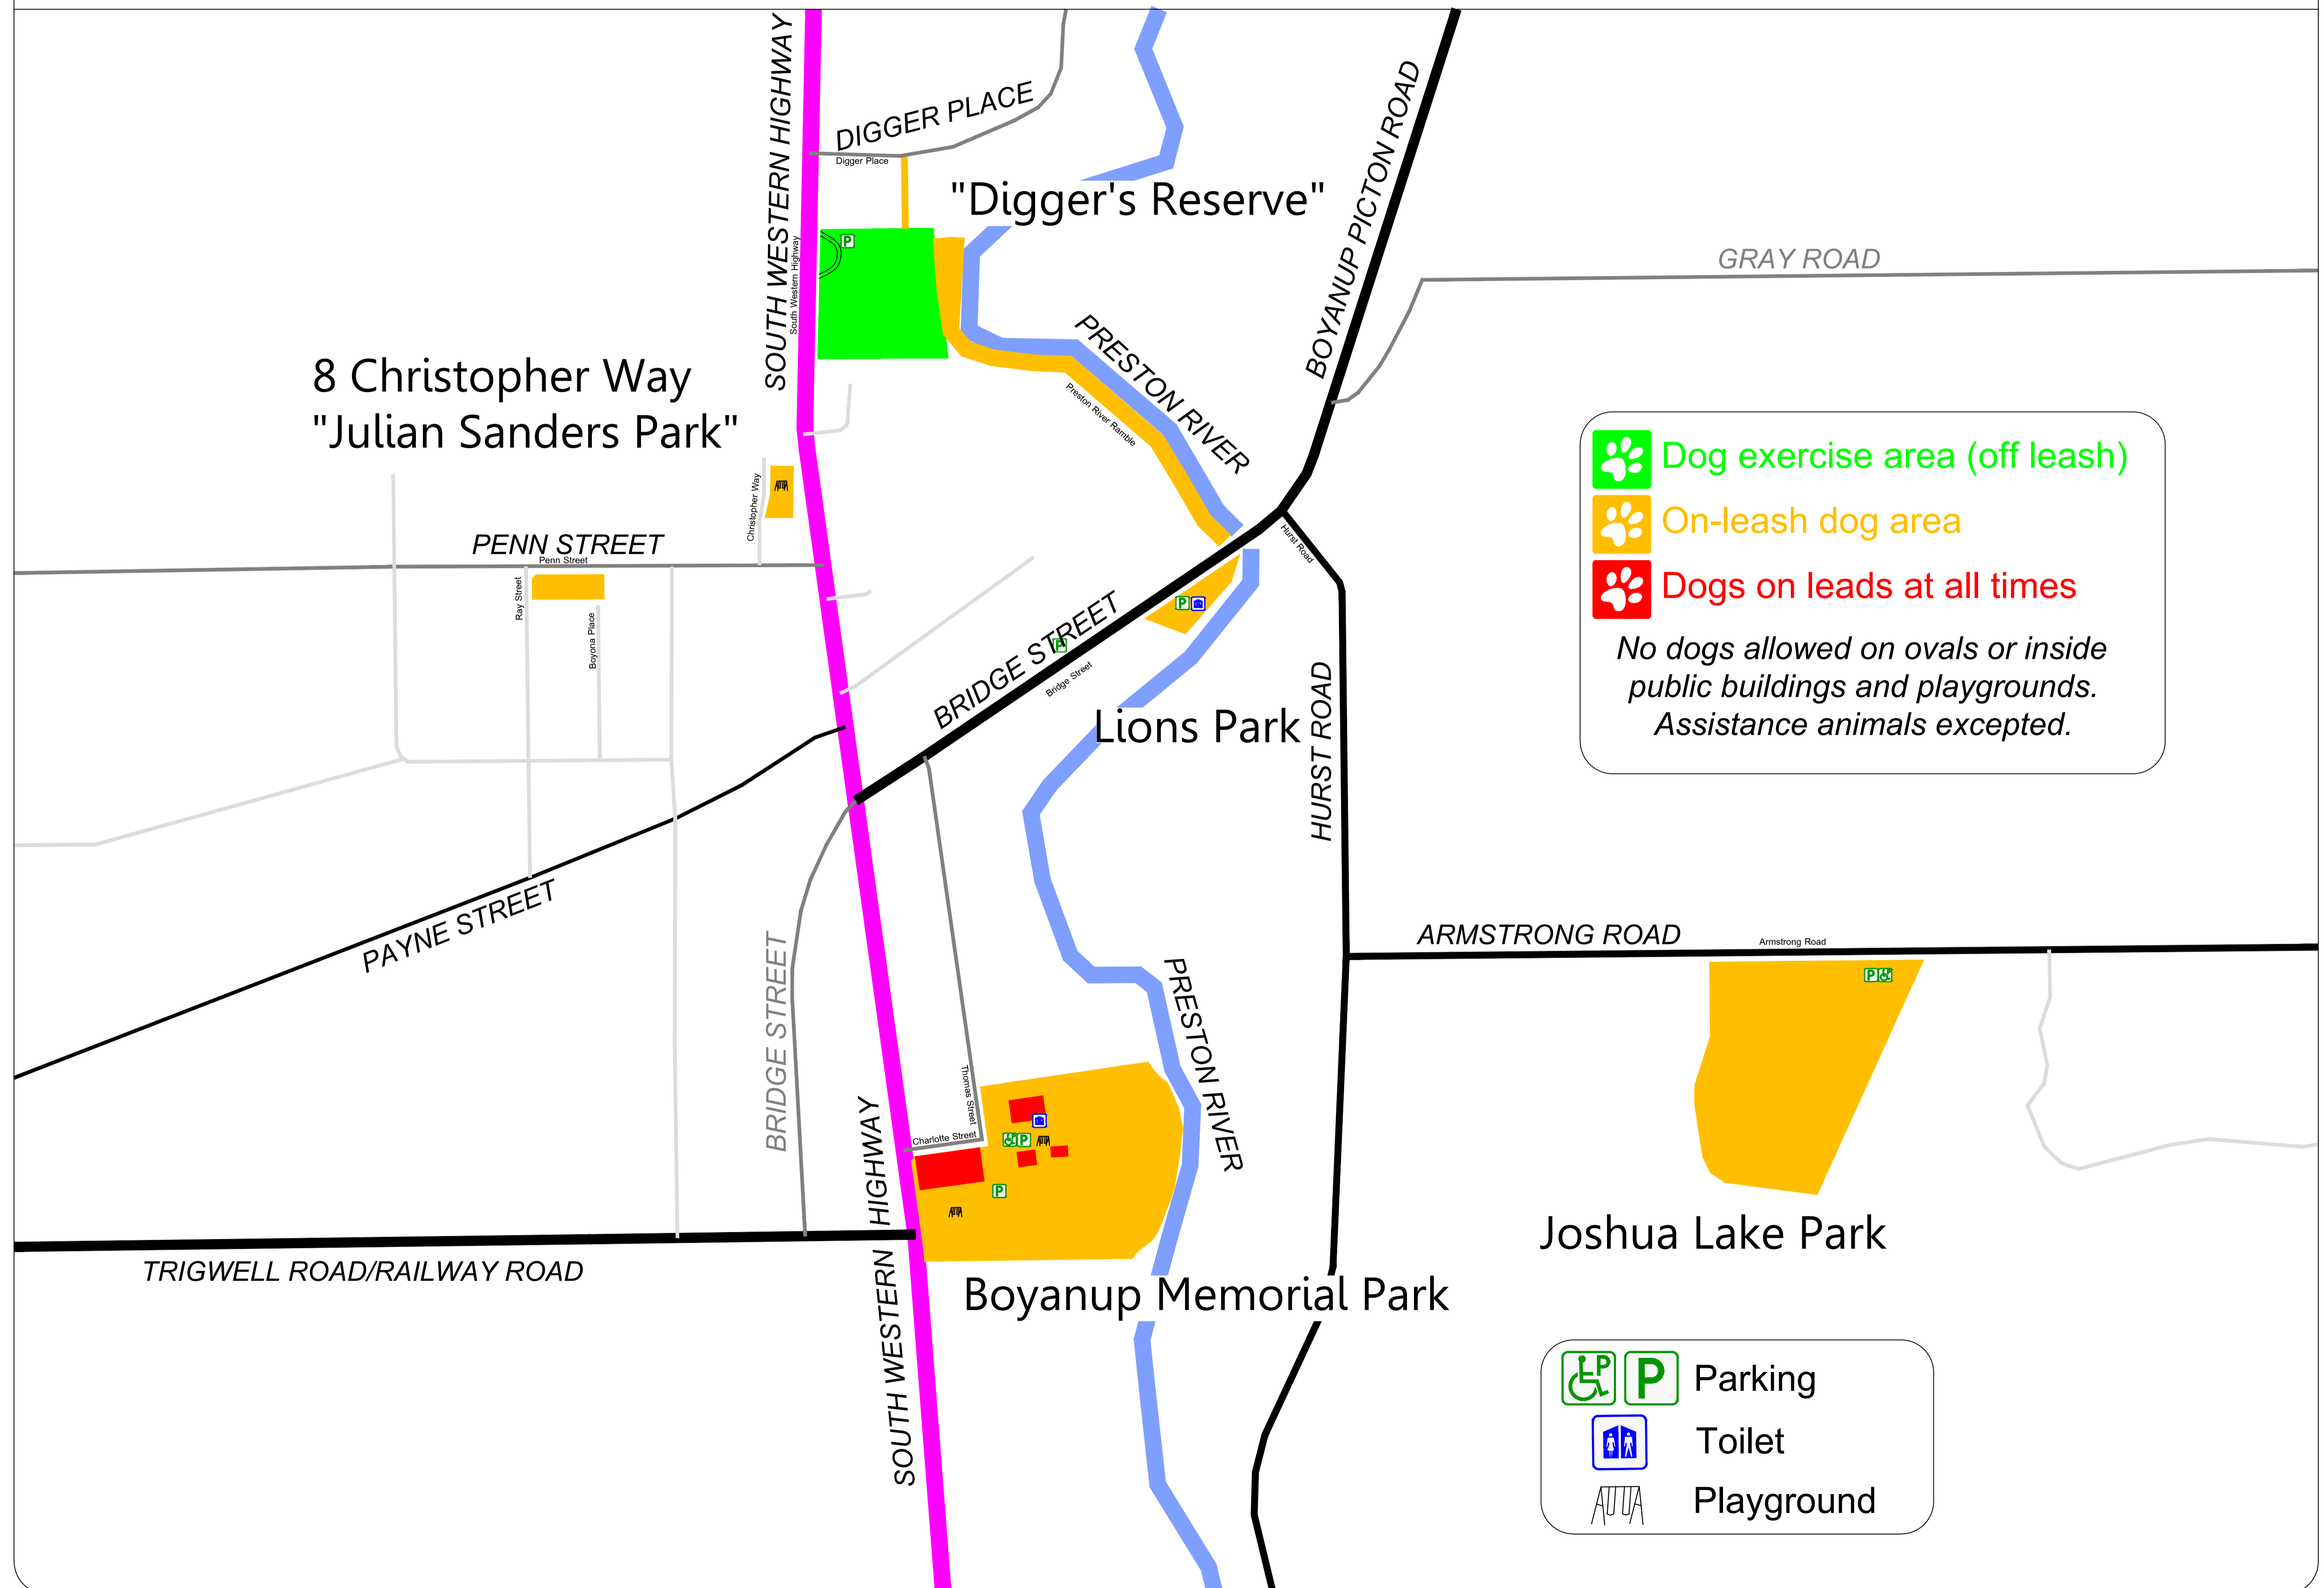 SOUTH WESTERN HIGHWAY
South Western Highway
DIGGER PLACE
Digger Place
"Digger's Reserve"
P
BOYANUP PICTON ROAD
GRAY ROAD
PRESTON RIVER
Preston River Ramble
8 Christopher Way
"Julian Sanders Park"
Christopher Way
PENN STREET
Penn Street
Ray Street
Boyona Place
Hurst Road
P
BRIDGE STREET
P
Bridge Street
Lions Park
HURST ROAD
Dog exercise area (off leash)
On-leash dog area
Dogs on leads at all times
No dogs allowed on ovals or inside
public buildings and playgrounds.
Assistance animals excepted.
PAYNE STREET
BRIDGE STREET
ARMSTRONG ROAD
Armstrong Road
P P
PRESTON RIVER
Thomas Street
Charlotte Street
P P
P
SOUTH WESTERN HIGHWAY
TRIGWELL ROAD/RAILWAY ROAD
Joshua Lake Park
Boyanup Memorial Park
P P Parking
Toilet
Playground